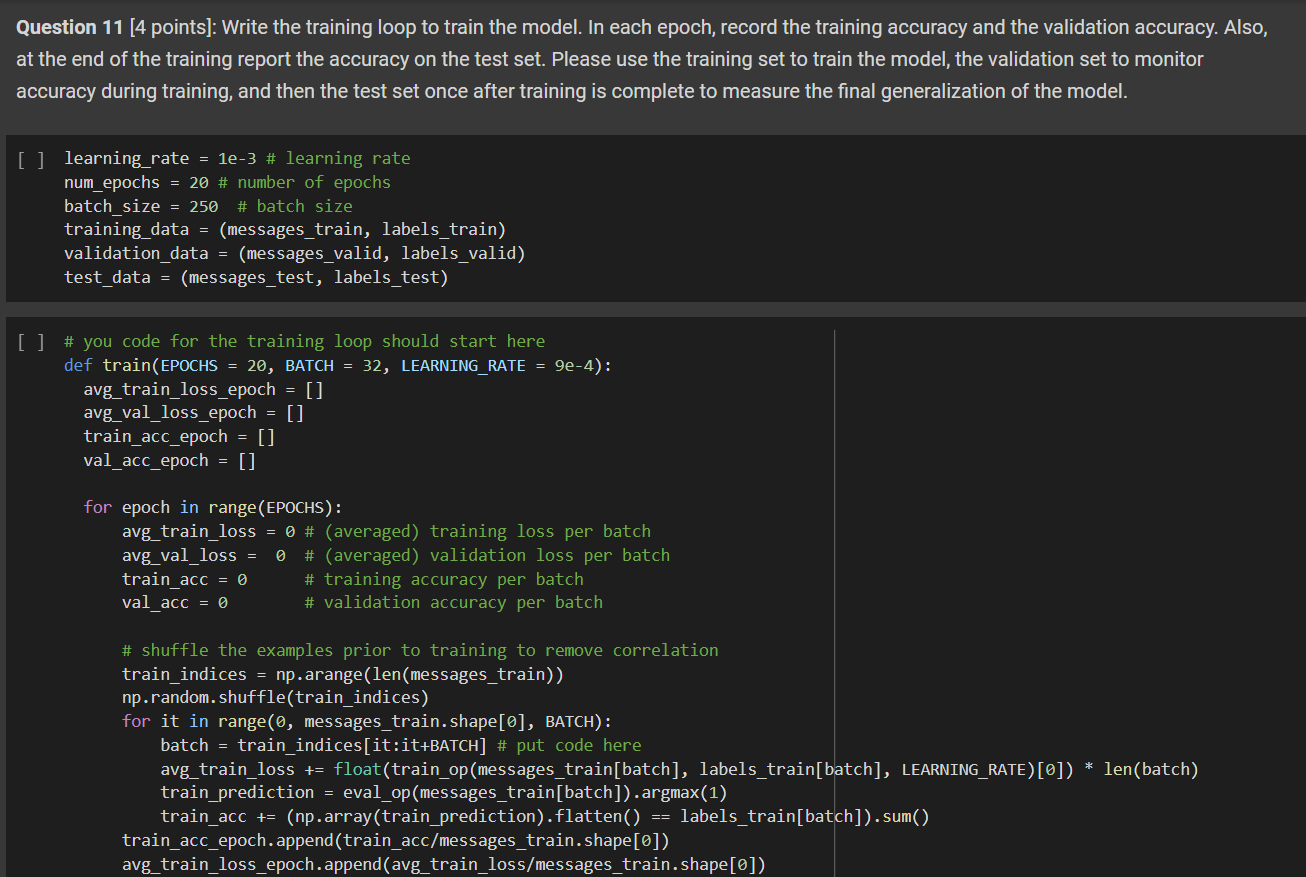 Question 11 [4 points]: Write the training loop to train the model. In each epoch, record the training accuracy and the validation accuracy. Also,
at the end of the training report the accuracy on the test set. Please use the training set to train the model, the validation set to monitor
accuracy during training, and then the test set once after training is complete to measure the final generalization of the model.
[ ] learning_rate = 1e-3 # learning rate
num_epochs = 20 # number of epochs
batch_size = 250  # batch size
training_data = (messages_train, labels_train)
validation_data = (messages_valid, labels_valid)
test_data = (messages_test, labels_test)
[ ] # you code for the training loop should start here
def train(EPOCHS = 20, BATCH = 32, LEARNING_RATE = 9e-4):
  avg_train_loss_epoch = []
  avg_val_loss_epoch = []
  train_acc_epoch = []
  val_acc_epoch = []
  for epoch in range(EPOCHS):
      avg_train_loss = 0 # (averaged) training loss per batch
      avg_val_loss =  0  # (averaged) validation loss per batch
      train_acc = 0      # training accuracy per batch
      val_acc = 0        # validation accuracy per batch
      # shuffle the examples prior to training to remove correlation
      train_indices = np.arange(len(messages_train))
      np.random.shuffle(train_indices)
      for it in range(0, messages_train.shape[0], BATCH):
          batch = train_indices[it:it+BATCH] # put code here
          avg_train_loss += float(train_op(messages_train[batch], labels_train[batch], LEARNING_RATE)[0]) * len(batch)
          train_prediction = eval_op(messages_train[batch]).argmax(1)
          train_acc += (np.array(train_prediction).flatten() == labels_train[batch]).sum()
      train_acc_epoch.append(train_acc/messages_train.shape[0])
      avg_train_loss_epoch.append(avg_train_loss/messages_train.shape[0])